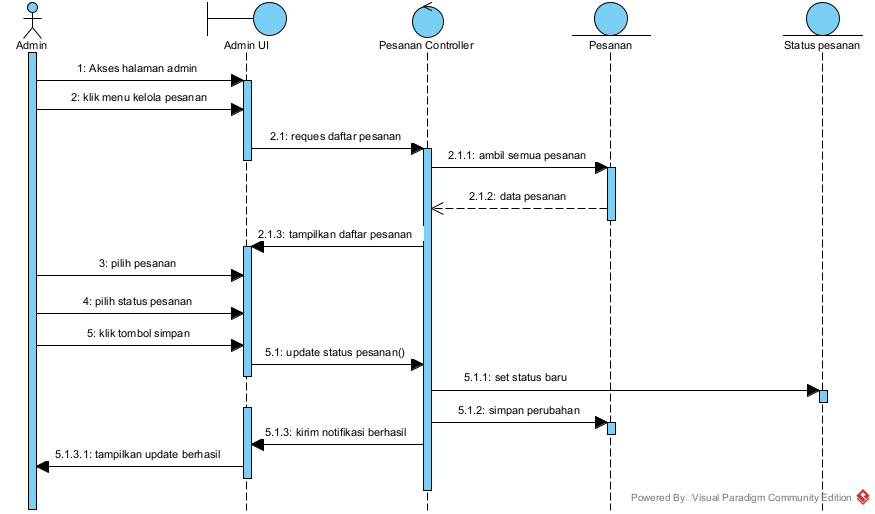 Admin
Admin UI
Pesanan Controller
Pesanan
Status pesanan
1: Akses halaman admin
2: klik menu kelola pesanan
2.1: reques daftar pesanan
2.1.1: ambil semua pesanan
2.1.2: data pesanan
2.1.3: tampilkan daftar pesanan
3: pilih pesanan
4: pilih status pesanan
5: klik tombol simpan
5.1: update status pesanan()
5.1.1: set status baru
5.1.2: simpan perubahan
5.1.3: kirim notifikasi berhasil
5.1.3.1: tampilkan update berhasil
Powered By Visual Paradigm Community Edition